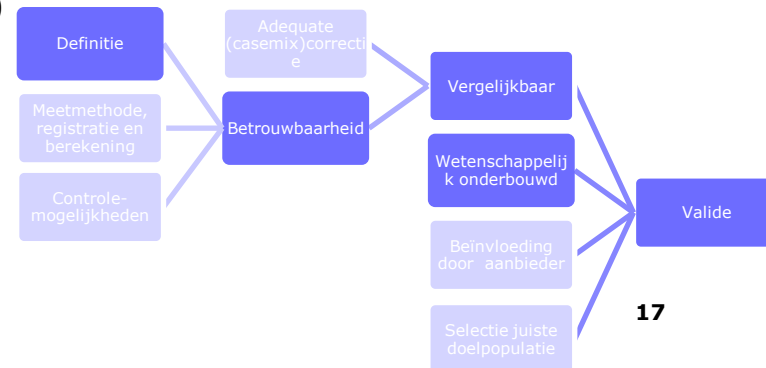 Definitie
Meetmethode,
registratie en
berekening
Controle-
mogelijkheden
Adequate
(casemix)correcti
e
Betrouwbaarheid
Vergelijkbaar
Wetenschappelij
k onderbouwd
Beïnvloeding
door aanbieder
Selectie juiste
doelpopulatie
Valide
17